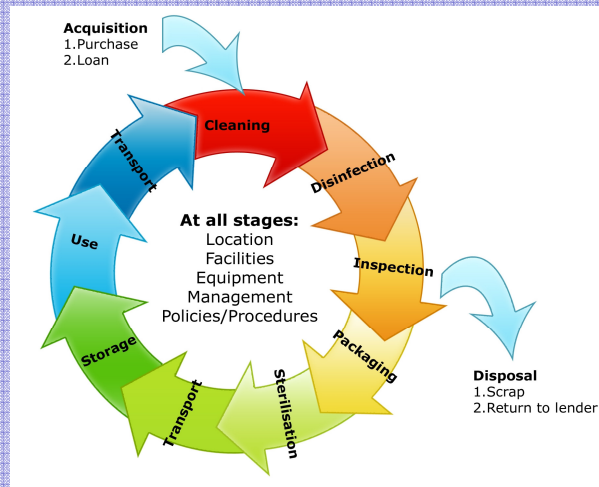 Acquisition
1.Purchase
2.Loan
Cleaning
Disinfection
Inspection
Packaging
Sterilisation
Transport
Storage
Use
Transport
At all stages:
Location
Facilities
Equipment
Management
Policies/Procedures
Disposal
1.Scrap
2.Return to lender